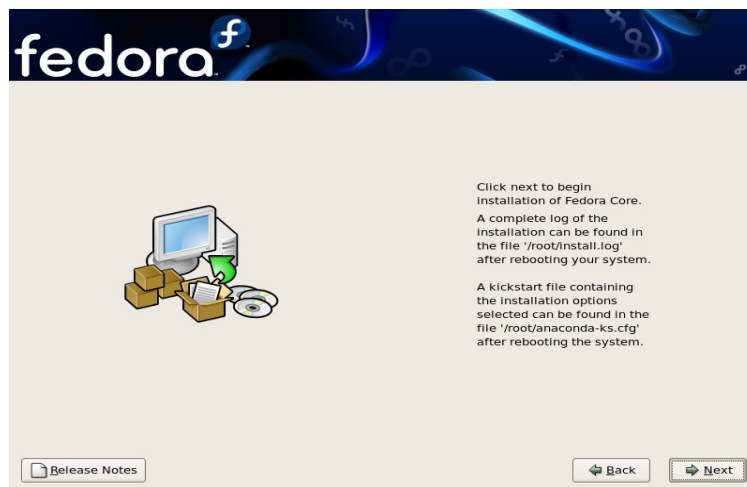 fedora
Click next to begin
installation of Fedora Core.
A complete log of the
installation can be found in
the file '/root/install.log'
after rebooting your system.
A kickstart file containing
the installation options
selected can be found in the
file '/root/anaconda-ks.cfg'
after rebooting the system.
Release Notes
Back
Next